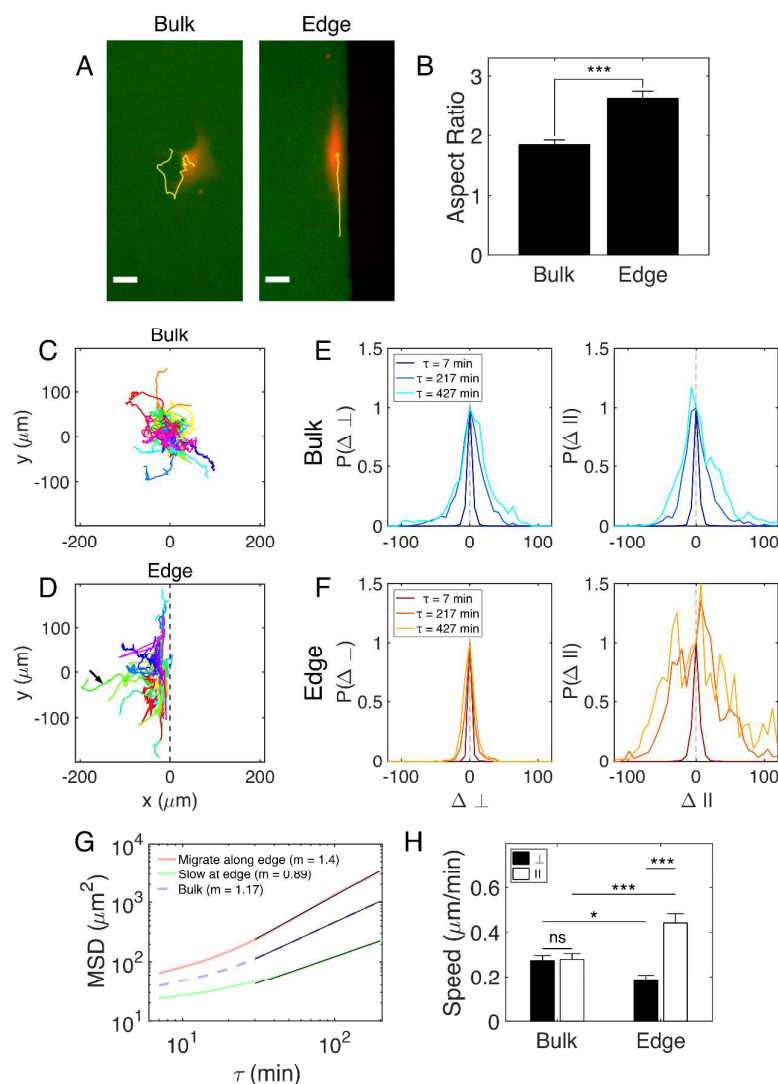 Bulk
Edge
A
B
***
Aspect Ratio
3
2
1
0
Bulk
Edge
C
Bulk
y (μm)
100
0
-100
-200
0
200
D
Edge
y (μm)
100
0
-100
-200
0
200
x (μm)
E
Bulk
P(Δ ⊥)
1.5
1
0.5
0
τ = 7 min
τ = 217 min
τ = 427 min
-100
0
100
P(Δ ||)
1.5
1
0.5
0
-100
0
100
F
Edge
P(Δ ⊥)
1.5
1
0.5
0
τ = 7 min
τ = 217 min
τ = 427 min
-100
0
100
Δ ⊥
P(Δ ||)
1.5
1
0.5
0
-100
0
100
Δ ||
G
MSD (μm²)
10⁴
10³
10²
10¹
Migrate along edge (m = 1.4)
Slow at edge (m = 0.89)
Bulk (m = 1.17)
10¹
10²
τ (min)
H
⊥
||
Speed (μm/min)
0.6
0.4
0.2
0
ns
*
***
***
Bulk
Edge